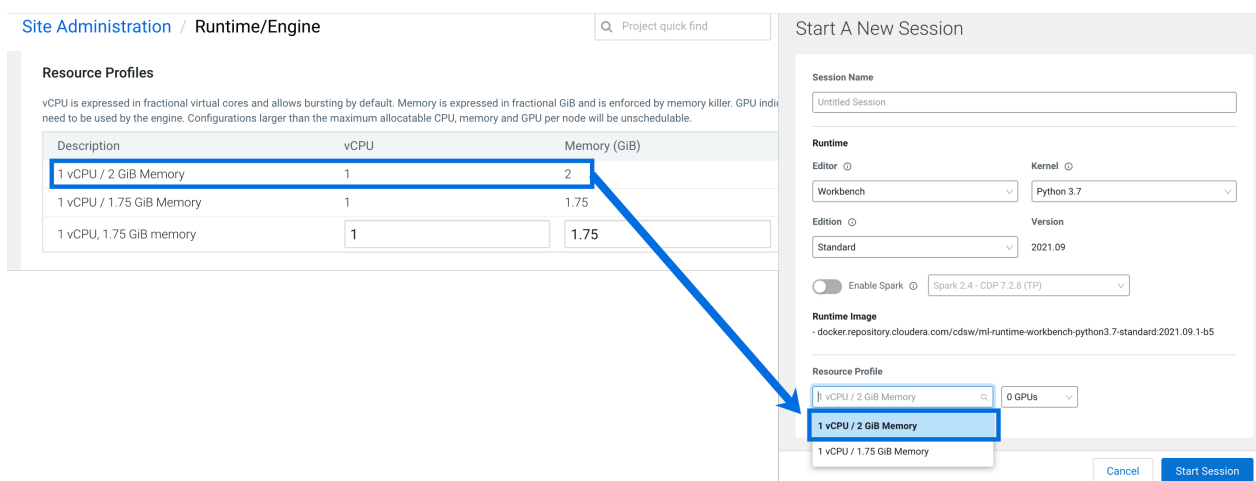 Site Administration / Runtime/Engine
Project quick find
Resource Profiles
vCPU is expressed in fractional virtual cores and allows bursting by default. Memory is expressed in fractional GiB and is enforced by memory killer. GPU indi
need to be used by the engine. Configurations larger than the maximum allocatable CPU, memory and GPU per node will be unschedulable.
Description vCPU Memory (GiB)
1 vCPU / 2 GiB Memory 1 2
1 vCPU / 1.75 GiB Memory 1 1.75
1 vCPU, 1.75 GiB memory 1 1.75
Start A New Session
Session Name
Untitled Session
Runtime
Editor Kernel
Workbench Python 3.7
Edition Version
Standard 2021.09
Enable Spark Spark 2.4 - CDP 7.2.8 (TP)
Runtime Image
- docker.repository.cloudera.com/cdsw/ml-runtime-workbench-python3.7-standard:2021.09.1-b5
Resource Profile
1 vCPU / 2 GiB Memory 0 GPUs
1 vCPU / 2 GiB Memory
1 vCPU / 1.75 GiB Memory
Cancel Start Session